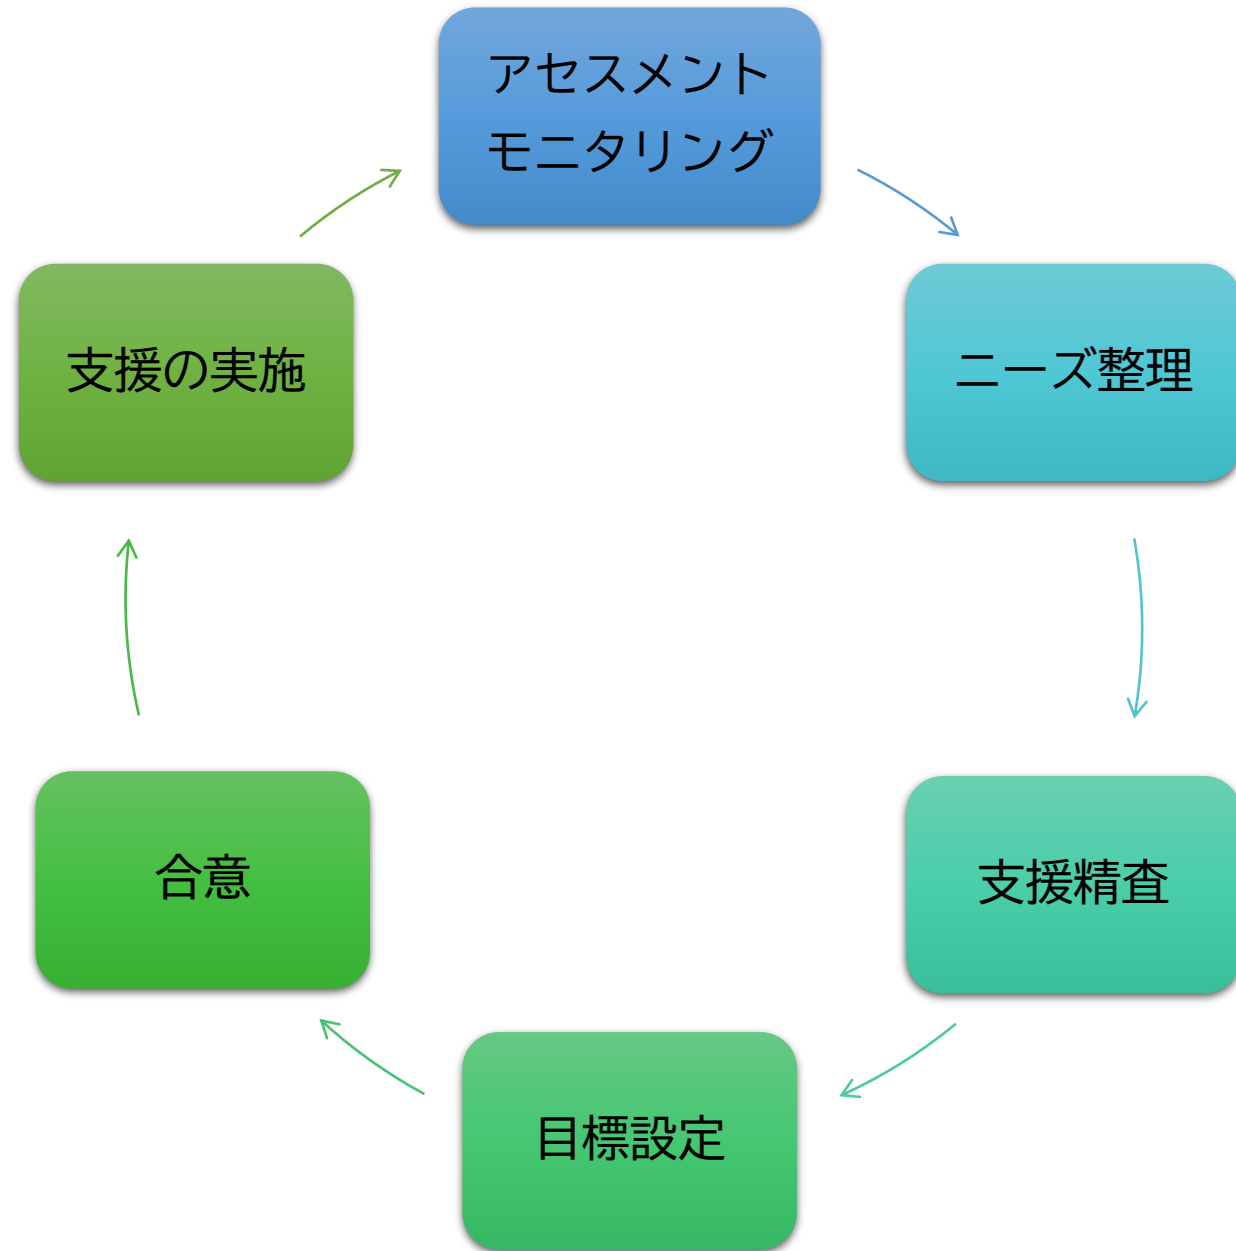 アセスメント
モニタリング
ニーズ整理
支援精査
目標設定
合意
支援の実施